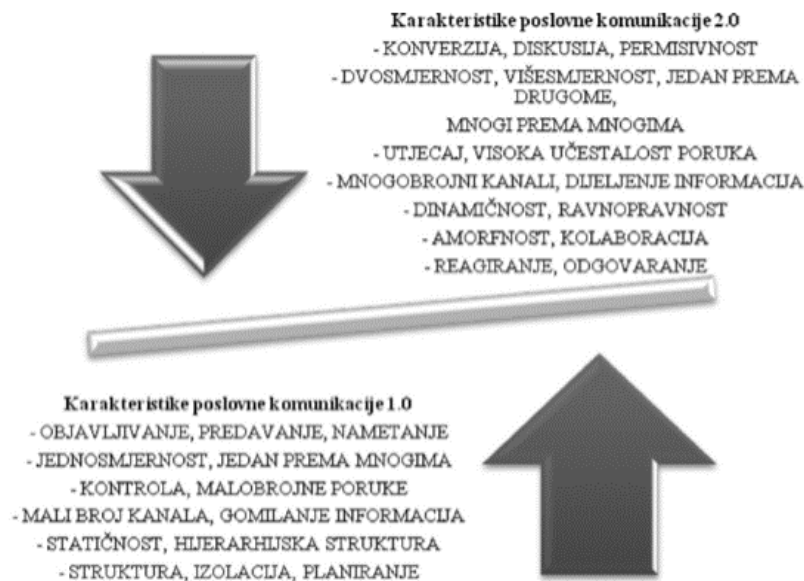 Karakteristike poslovne komunikacije 2.0
- KONVERZIJA, DISKUSIJA, PERMISIVNOST
- DVOSMJERNOST, VIŠESMJERNOST, JEDAN PREMA
DRUGOME,
MNOGI PREMA MNOGIMA
- UTJECAJ, VISOKA UČESTALOST PORUKA
- MNOGOBROJNI KANALI, DIJELJENJE INFORMACIJA
- DINAMIČNOST, RAVNOPRAVNOST
- AMORFNOST, KOLABORACIJA
- REAGIRANJE, ODGOVARANJE
Karakteristike poslovne komunikacije 1.0
- OBJAVLJIVANJE, PREDAVANJE, NAMETANJE
- JEDNOSMJERNOST, JEDAN PREMA MNOGIMA
- KONTROLA, MALOBROJNE PORUKE
- MALI BROJ KANALA, GOMILANJE INFORMACIJA
- STATIČNOST, HIJERARHIJSKA STRUKTURA
- STRUKTURA, IZOLACIJA, PLANIRANJE